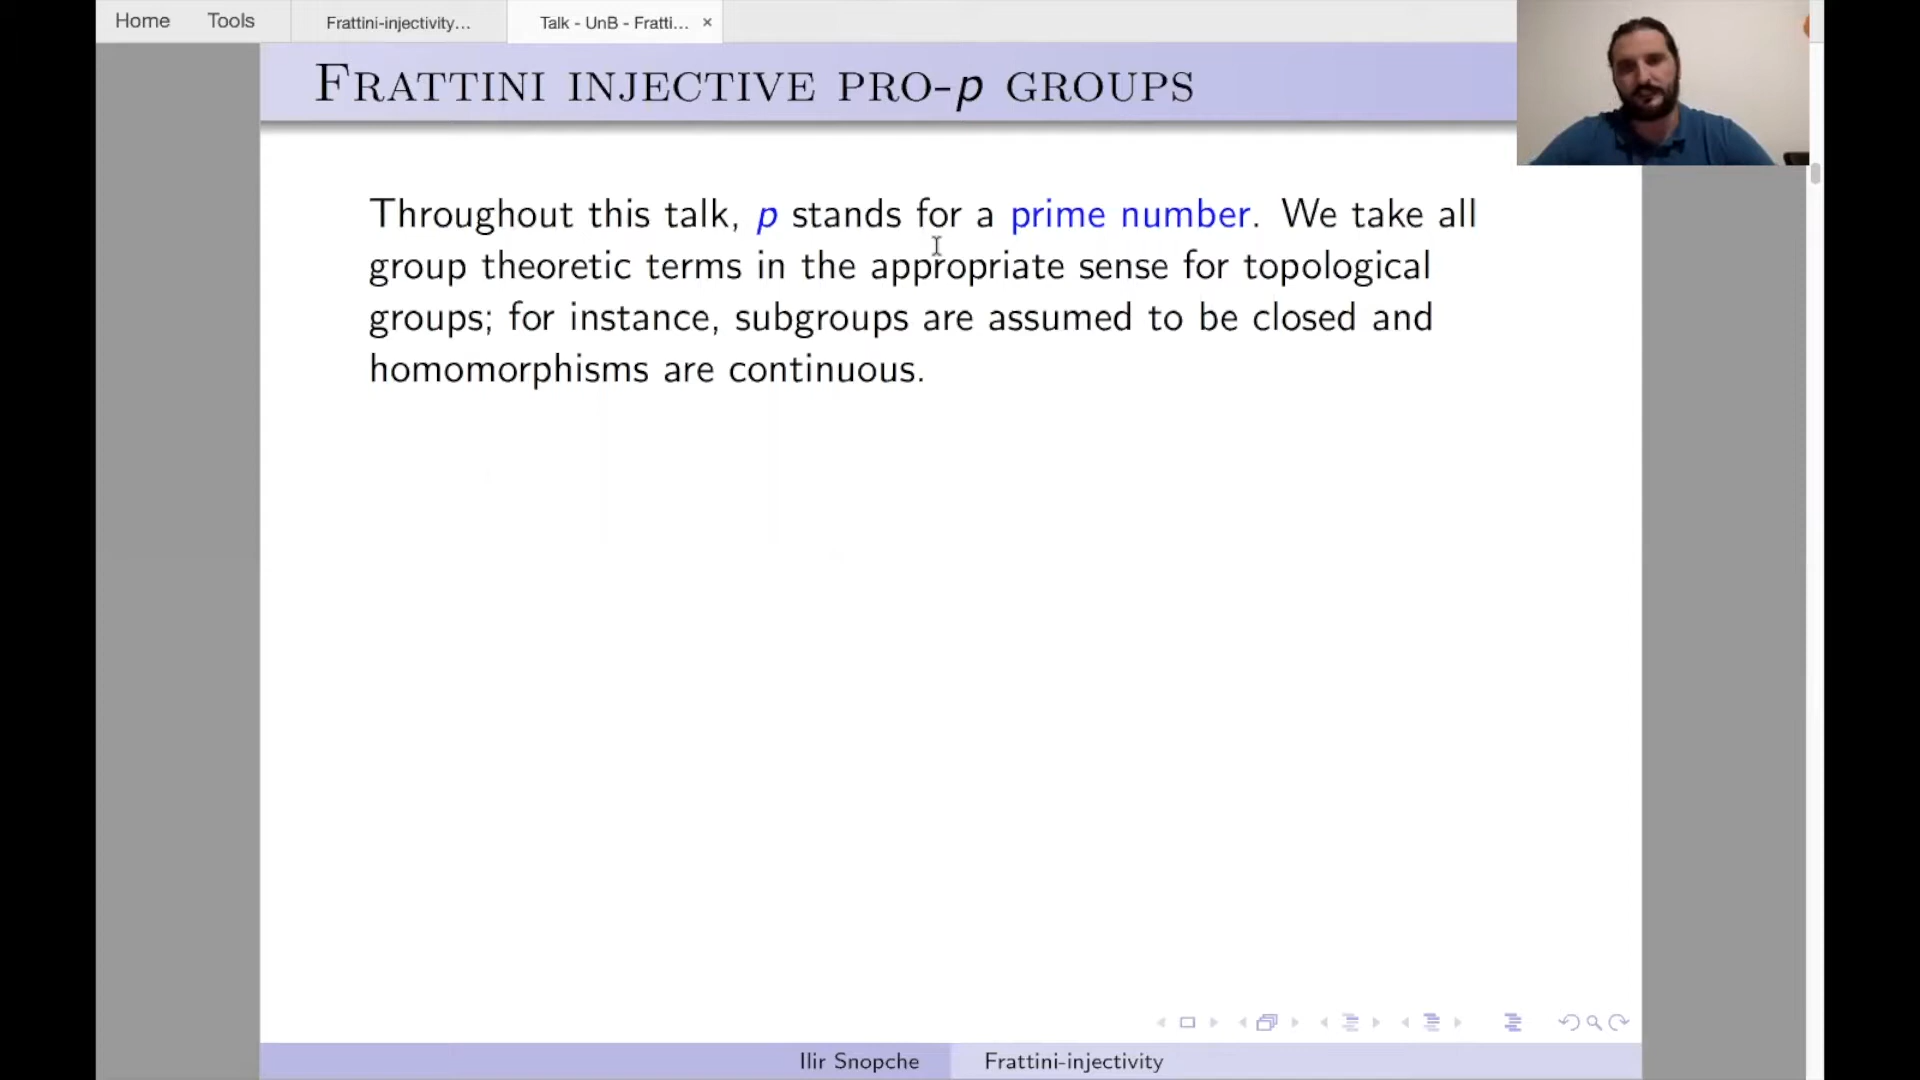 Home Tools Frattini-injectivity... Talk - UnB - Fratti... ×
FRATTINI INJECTIVE PRO-p GROUPS
Throughout this talk, p stands for a prime number. We take all
group theoretic terms in the appropriate sense for topological
groups; for instance, subgroups are assumed to be closed and
homomorphisms are continuous.
Ilir Snopche Frattini-injectivity